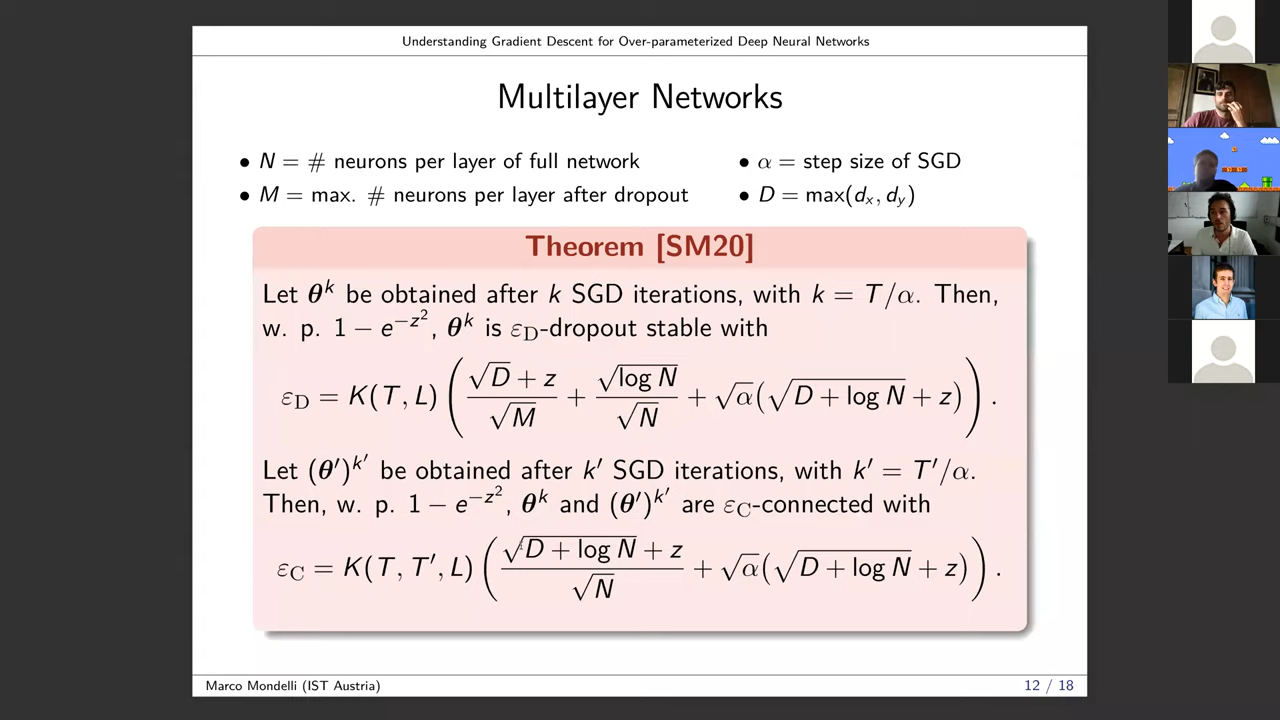 Understanding Gradient Descent for Over-parameterized Deep Neural Networks
Multilayer Networks
• N = # neurons per layer of full network
• M = max. # neurons per layer after dropout
• α = step size of SGD
• D = max(dₓ, d_y)
Theorem [SM20]
Let θ^k be obtained after k SGD iterations, with k = T/α. Then,
w. p. 1 − e^{−z²}, θ^k is ε_D-dropout stable with
ε_D = K(T, L) ( (√D + z)/√M + √(log N)/√N + √α(√(D + log N) + z) ).
Let (θ′)^{k′} be obtained after k′ SGD iterations, with k′ = T′/α.
Then, w. p. 1 − e^{−z²}, θ^k and (θ′)^{k′} are ε_C-connected with
ε_C = K(T, T′, L) ( (√(D + log N) + z)/√N + √α(√(D + log N) + z) ).
Marco Mondelli (IST Austria)
12 / 18